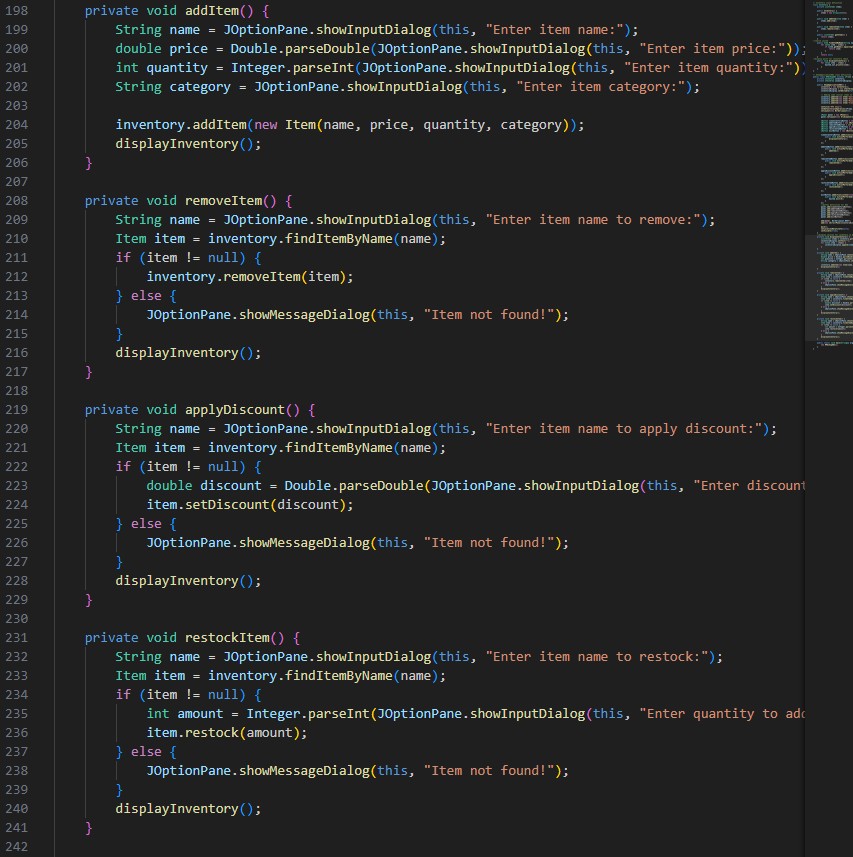 198     private void addItem() {
199         String name = JOptionPane.showInputDialog(this, "Enter item name:");
200         double price = Double.parseDouble(JOptionPane.showInputDialog(this, "Enter item price:"));
201         int quantity = Integer.parseInt(JOptionPane.showInputDialog(this, "Enter item quantity:")
202         String category = JOptionPane.showInputDialog(this, "Enter item category:");
203
204         inventory.addItem(new Item(name, price, quantity, category));
205         displayInventory();
206     }
207
208     private void removeItem() {
209         String name = JOptionPane.showInputDialog(this, "Enter item name to remove:");
210         Item item = inventory.findItemByName(name);
211         if (item != null) {
212             inventory.removeItem(item);
213         } else {
214             JOptionPane.showMessageDialog(this, "Item not found!");
215         }
216         displayInventory();
217     }
218
219     private void applyDiscount() {
220         String name = JOptionPane.showInputDialog(this, "Enter item name to apply discount:");
221         Item item = inventory.findItemByName(name);
222         if (item != null) {
223             double discount = Double.parseDouble(JOptionPane.showInputDialog(this, "Enter discount
224             item.setDiscount(discount);
225         } else {
226             JOptionPane.showMessageDialog(this, "Item not found!");
227         }
228         displayInventory();
229     }
230
231     private void restockItem() {
232         String name = JOptionPane.showInputDialog(this, "Enter item name to restock:");
233         Item item = inventory.findItemByName(name);
234         if (item != null) {
235             int amount = Integer.parseInt(JOptionPane.showInputDialog(this, "Enter quantity to ad
236             item.restock(amount);
237         } else {
238             JOptionPane.showMessageDialog(this, "Item not found!");
239         }
240         displayInventory();
241     }
242